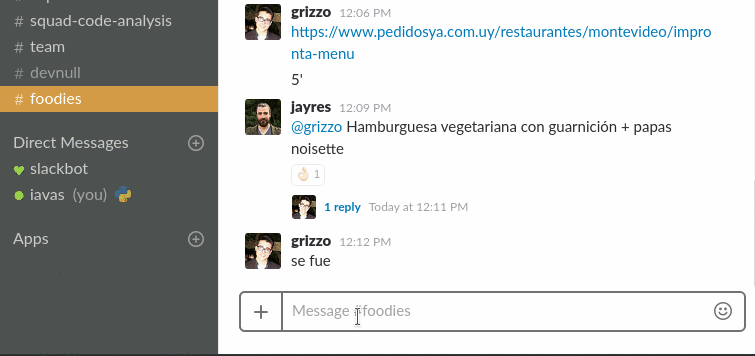 # squad-code-analysis
# team
# devnull
# foodies
Direct Messages
slackbot
iavas (you)
Apps
grizzo 12:06 PM
https://www.pedidosya.com.uy/restaurantes/montevideo/impro
nta-menu
5'
jayres 12:09 PM
@grizzo Hamburguesa vegetariana con guarnición + papas
noisette
1
1 reply Today at 12:11 PM
grizzo 12:12 PM
se fue
Message #foodies